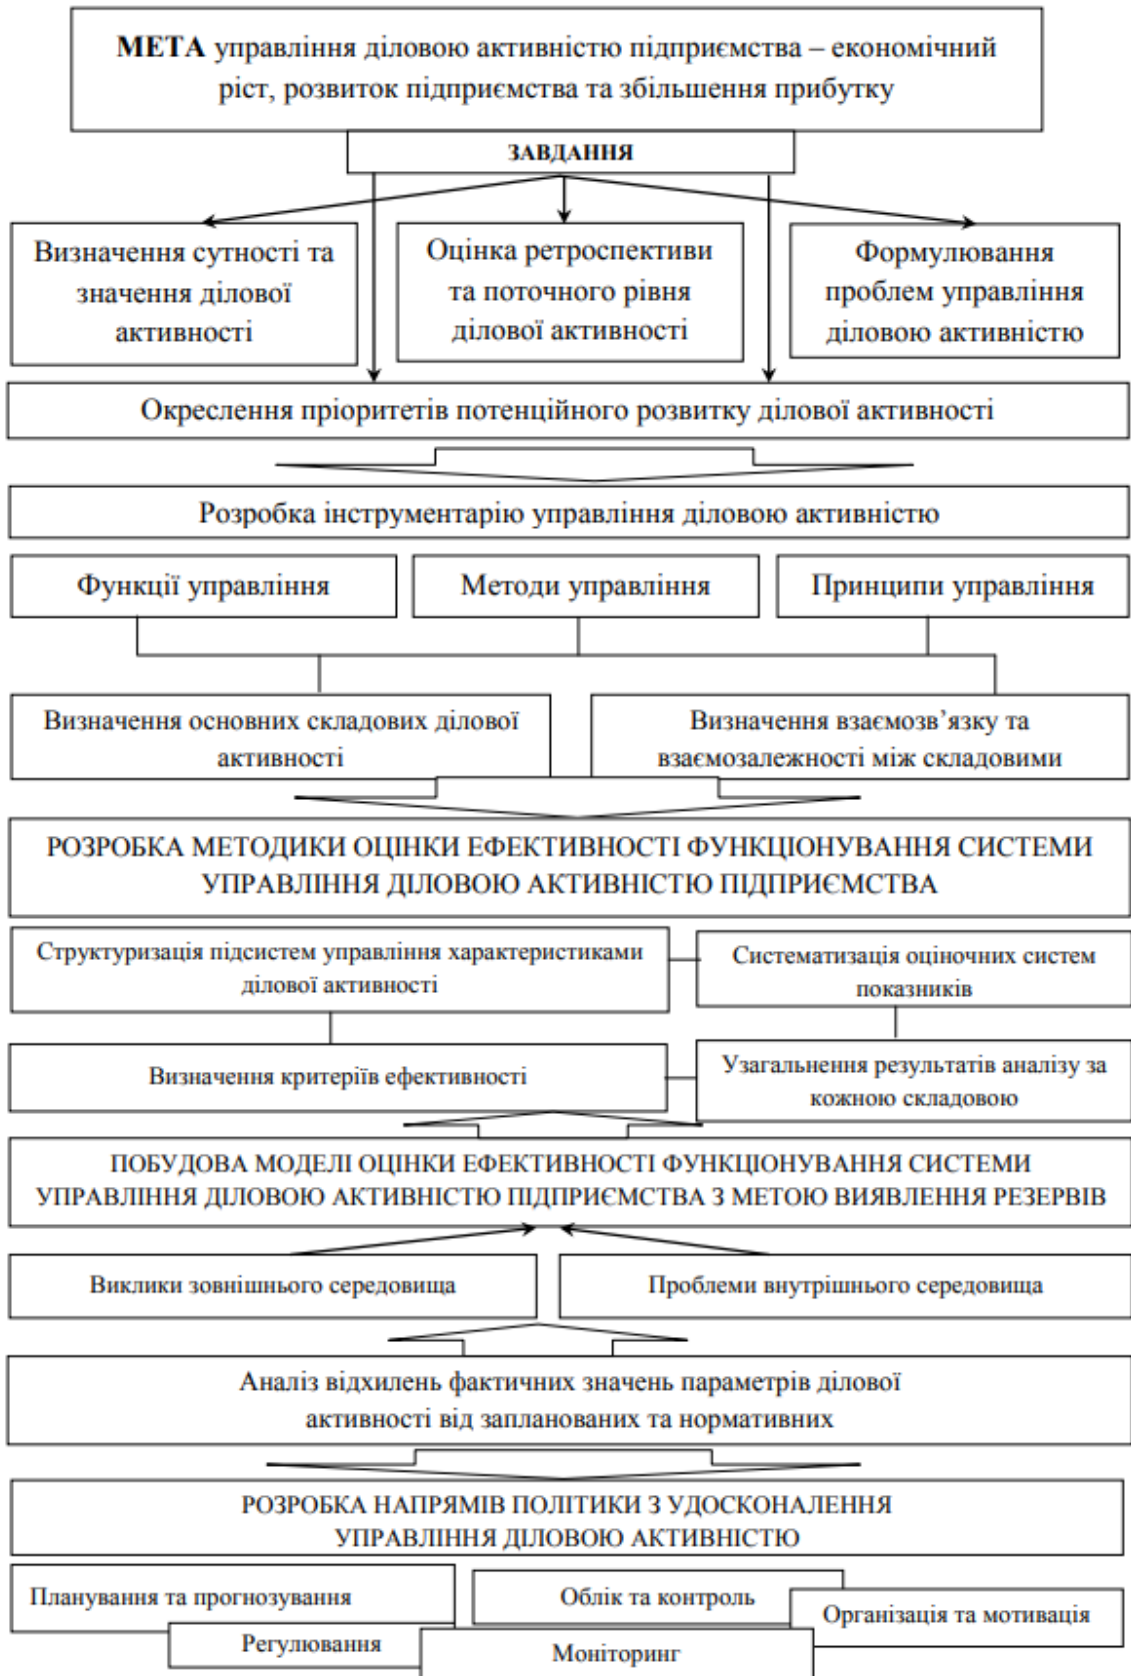 МЕТА управління діловою активністю підприємства – економічний
ріст, розвиток підприємства та збільшення прибутку
ЗАВДАННЯ
Визначення сутності та
значення ділової
активності
Оцінка ретроспективи
та поточного рівня
ділової активності
Формулювання
проблем управління
діловою активністю
Окреслення пріоритетів потенційного розвитку ділової активності
Розробка інструментарію управління діловою активністю
Функції управління
Методи управління
Принципи управління
Визначення основних складових ділової
активності
Визначення взаємозв’язку та
взаємозалежності між складовими
РОЗРОБКА МЕТОДИКИ ОЦІНКИ ЕФЕКТИВНОСТІ ФУНКЦІОНУВАННЯ СИСТЕМИ
УПРАВЛІННЯ ДІЛОВОЮ АКТИВНІСТЮ ПІДПРИЄМСТВА
Структуризація підсистем управління характеристиками
ділової активності
Систематизація оціночних систем
показників
Визначення критеріїв ефективності
Узагальнення результатів аналізу за
кожною складовою
ПОБУДОВА МОДЕЛІ ОЦІНКИ ЕФЕКТИВНОСТІ ФУНКЦІОНУВАННЯ СИСТЕМИ
УПРАВЛІННЯ ДІЛОВОЮ АКТИВНІСТЮ ПІДПРИЄМСТВА З МЕТОЮ ВИЯВЛЕННЯ РЕЗЕРВІВ
Виклики зовнішнього середовища
Проблеми внутрішнього середовища
Аналіз відхилень фактичних значень параметрів ділової
активності від запланованих та нормативних
РОЗРОБКА НАПРЯМІВ ПОЛІТИКИ З УДОСКОНАЛЕННЯ
УПРАВЛІННЯ ДІЛОВОЮ АКТИВНІСТЮ
Планування та прогнозування
Облік та контроль
Організація та мотивація
Регулювання
Моніторинг